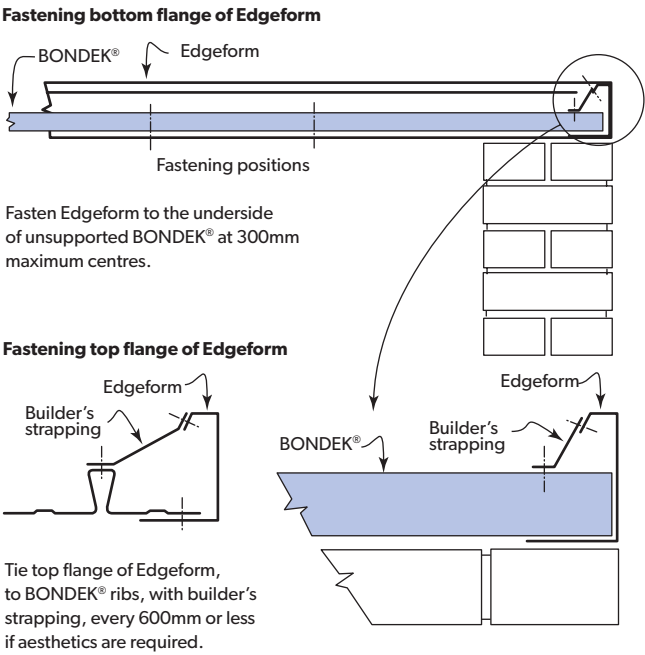 Fastening bottom flange of Edgeform
BONDEK®
Edgeform
Fastening positions
Fasten Edgeform to the underside
of unsupported BONDEK® at 300mm
maximum centres.
Fastening top flange of Edgeform
Edgeform
Builder's
strapping
Edgeform
Builder's
strapping
BONDEK®
Tie top flange of Edgeform,
to BONDEK® ribs, with builder's
strapping, every 600mm or less
if aesthetics are required.